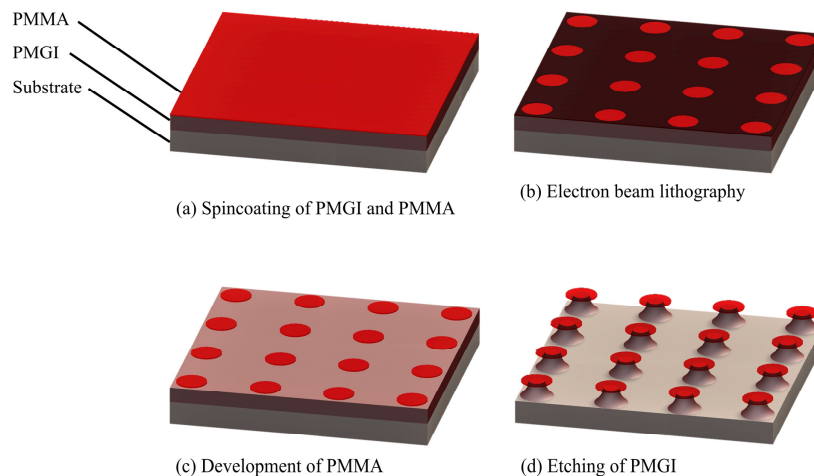 PMMA
PMGI
Substrate
(a) Spincoating of PMGI and PMMA
(b) Electron beam lithography
(c) Development of PMMA
(d) Etching of PMGI